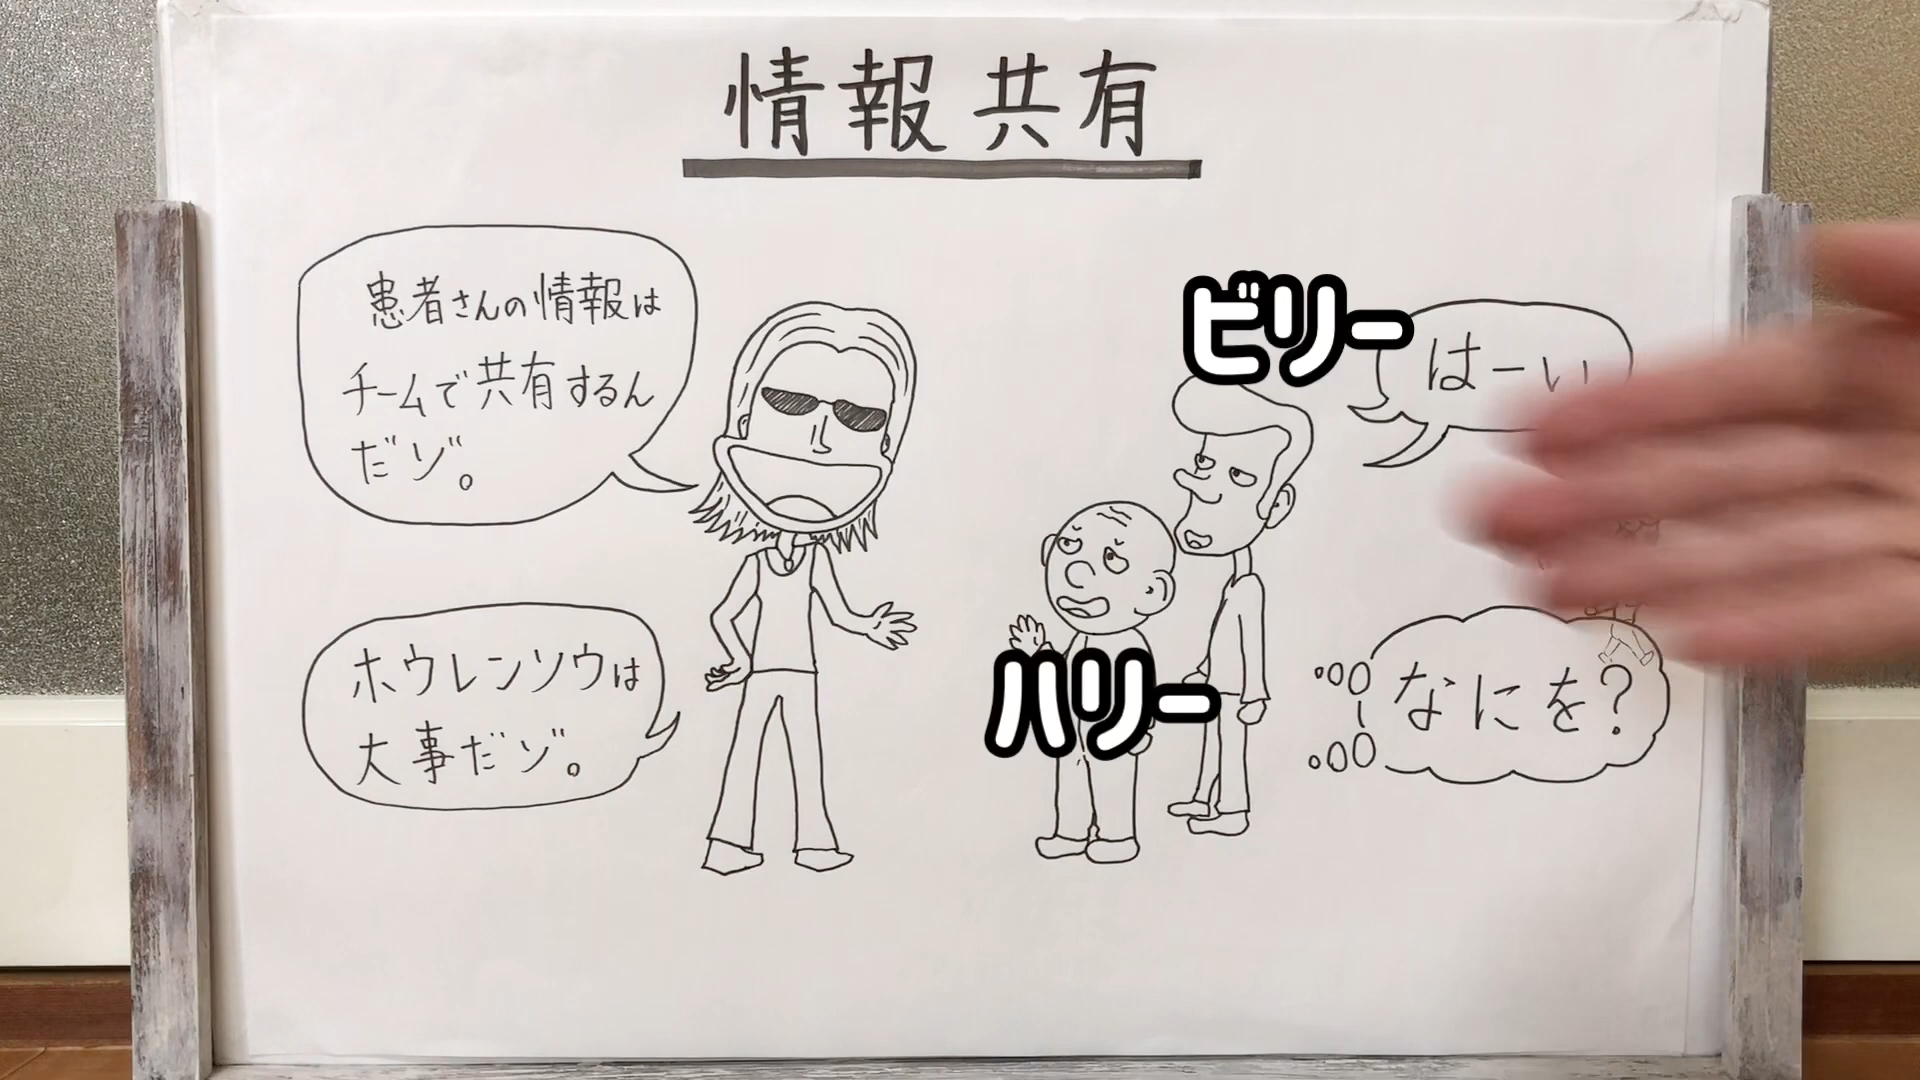 情報共有
患者さんの情報は
チームで共有するん
だゾ。
ホウレンソウは
大事だゾ。
ビリー
はーい
ハリー
なにを?